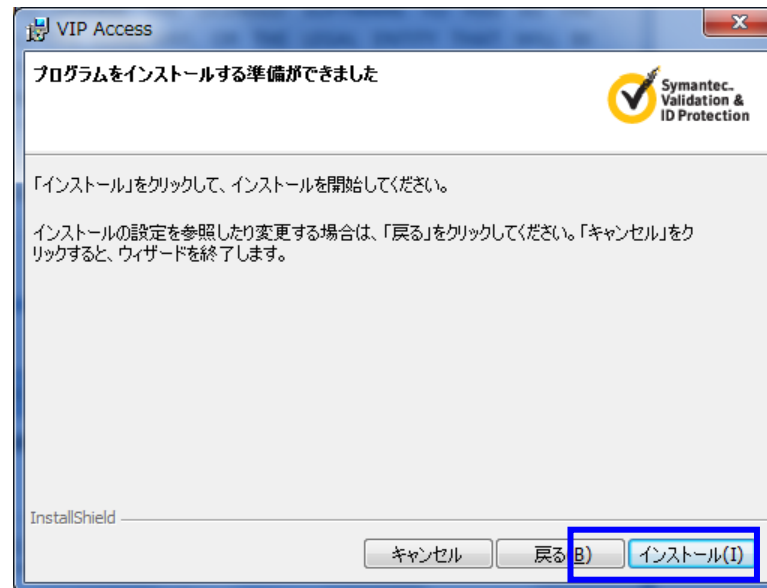 VIP Access
プログラムをインストールする準備ができました
Symantec™
Validation &
ID Protection
「インストール」をクリックして、インストールを開始してください。
インストールの設定を参照したり変更する場合は、「戻る」をクリックしてください。「キャンセル」をク
リックすると、ウィザードを終了します。
InstallShield
キャンセル 戻る(B) インストール(I)